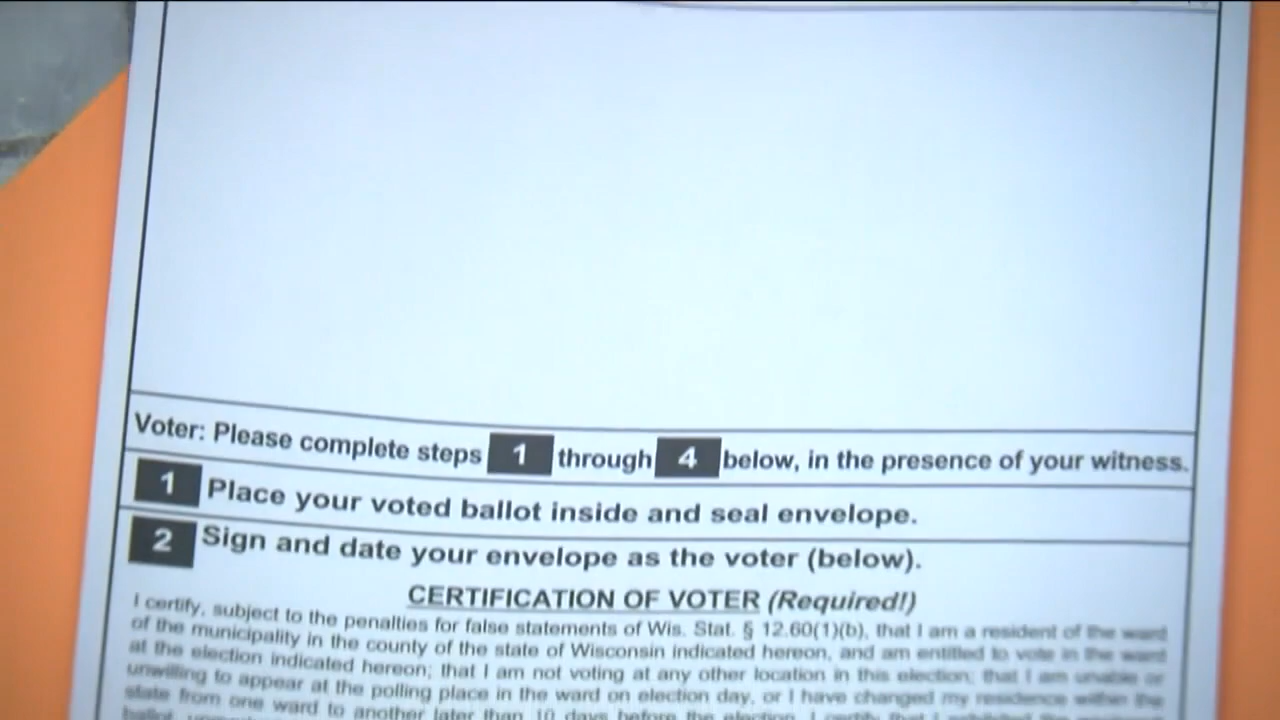 Voter: Please complete steps 1 through 4 below, in the presence of your witness.
1 Place your voted ballot inside and seal envelope.
2 Sign and date your envelope as the voter (below).
CERTIFICATION OF VOTER (Required!)
I certify, subject to the penalties for false statements of Wis. Stat. § 12.60(1)(b), that I am a resident of the ward
of the municipality in the county of the state of Wisconsin indicated hereon, and am entitled to vote in the ward
at the election indicated hereon; that I am not voting at any other location in this election; that I am unable or
unwilling to appear at the polling place in the ward on election day, or I have changed my residence within the
state from one ward to another later than 10 days before the election. I certify that I